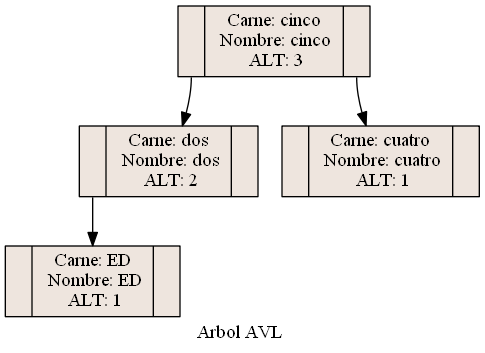 Carne: cinco
Nombre: cinco
ALT: 3
Carne: dos
Nombre: dos
ALT: 2
Carne: cuatro
Nombre: cuatro
ALT: 1
Carne: ED
Nombre: ED
ALT: 1
Arbol AVL